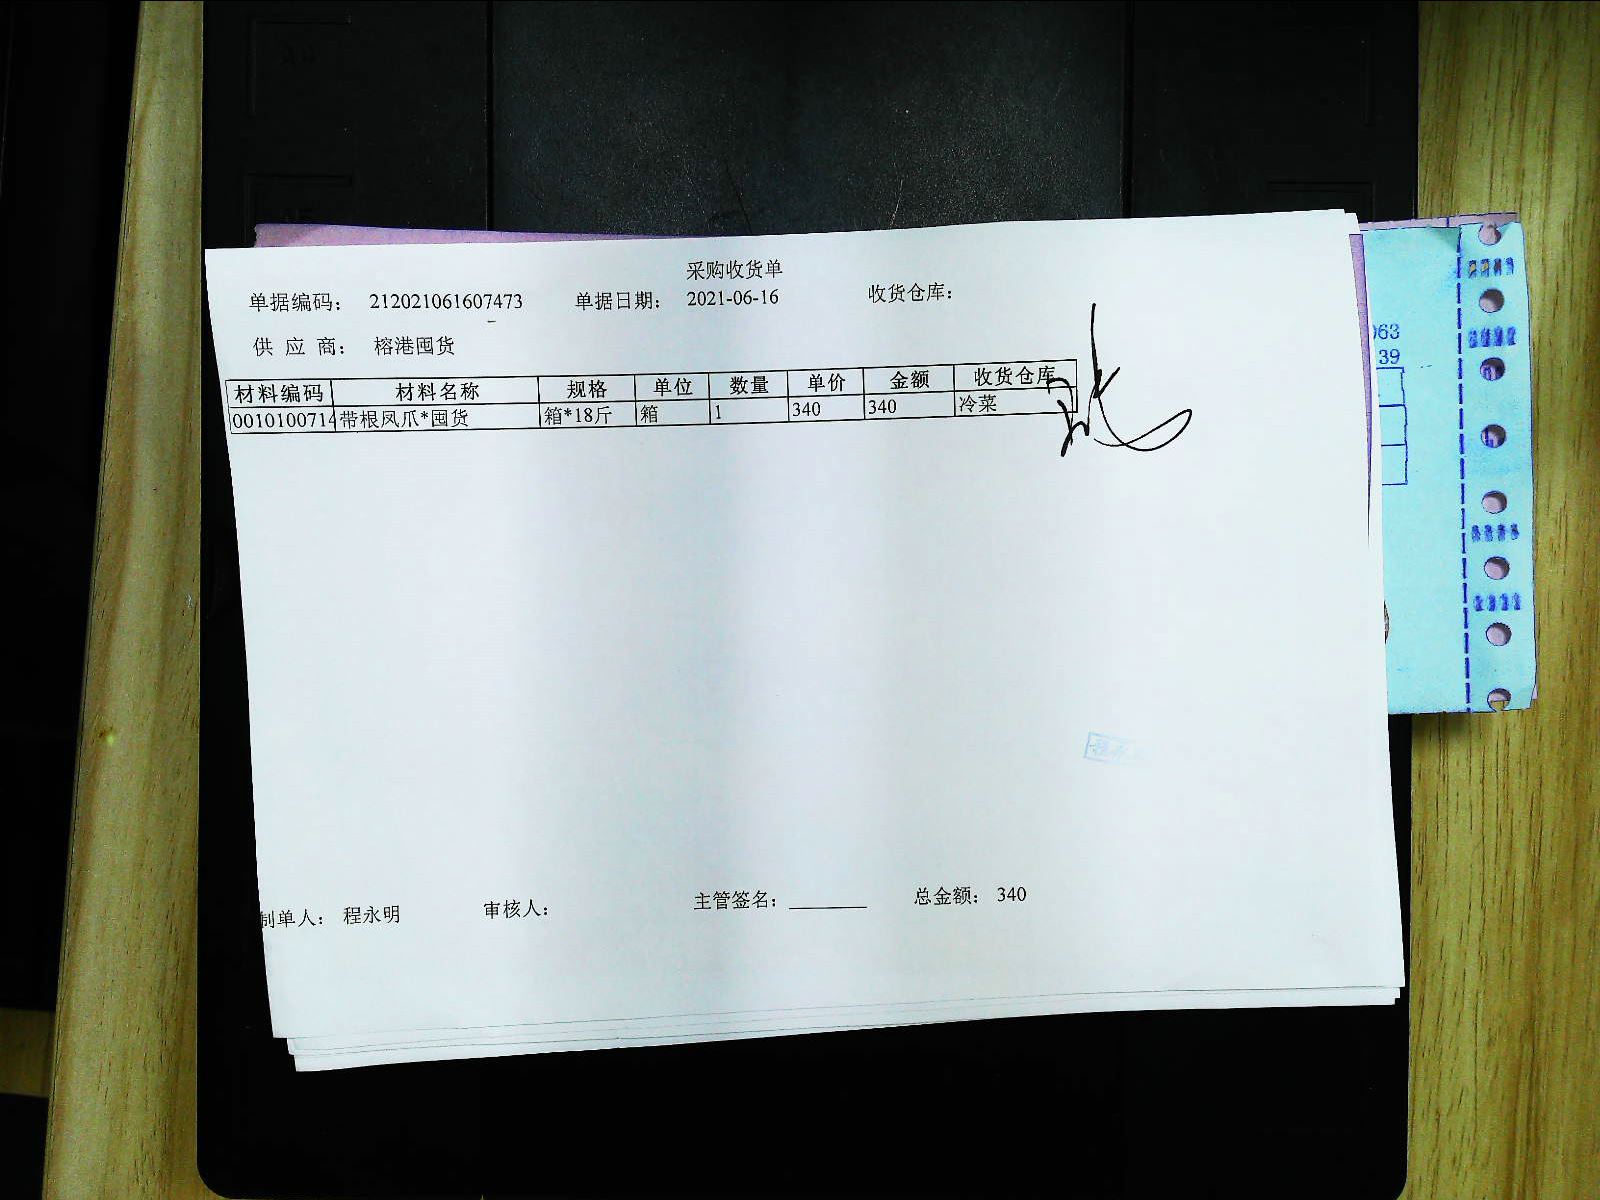 采购收货单
单据编码： 212021061607473 单据日期： 2021-06-16 收货仓库：
供 应 商： 榕港囤货
材料编码 材料名称 规格 单位 数量 单价 金额 收货仓库
0010100714 带根凤爪*囤货 箱*18斤 箱 1 340 340 冷菜
制单人： 程永明 审核人： 主管签名：________ 总金额： 340
063
39